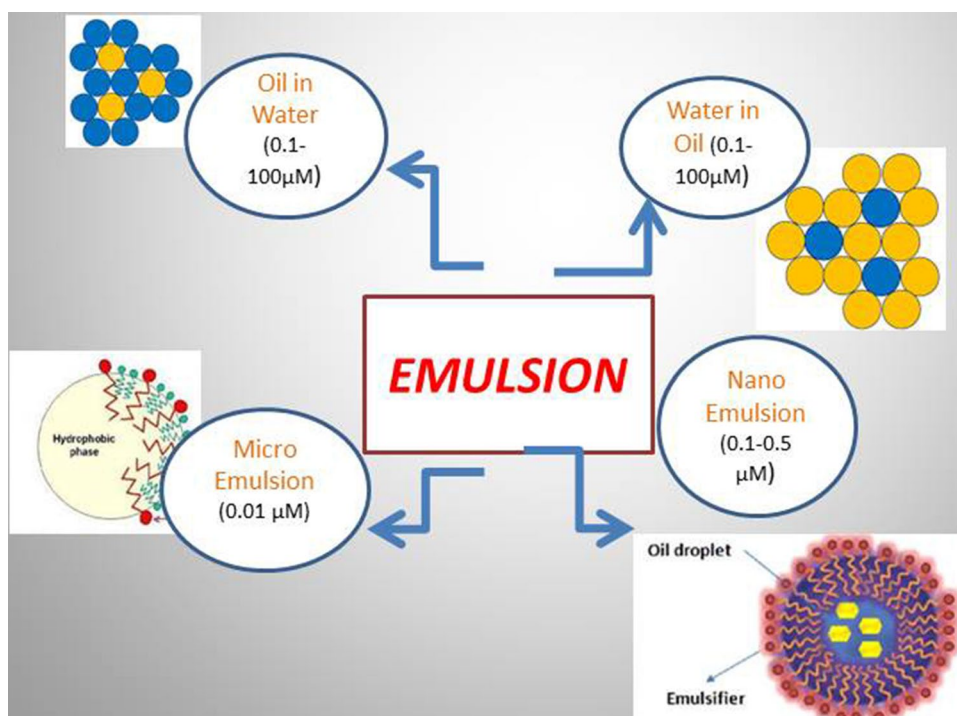 Oil in
Water
(0.1-
100µM)
Water in
Oil (0.1-
100µM)
EMULSION
Nano
Emulsion
(0.1-0.5
µM)
Hydrophobic
phase
Micro
Emulsion
(0.01 µM)
Oil droplet
Emulsifier